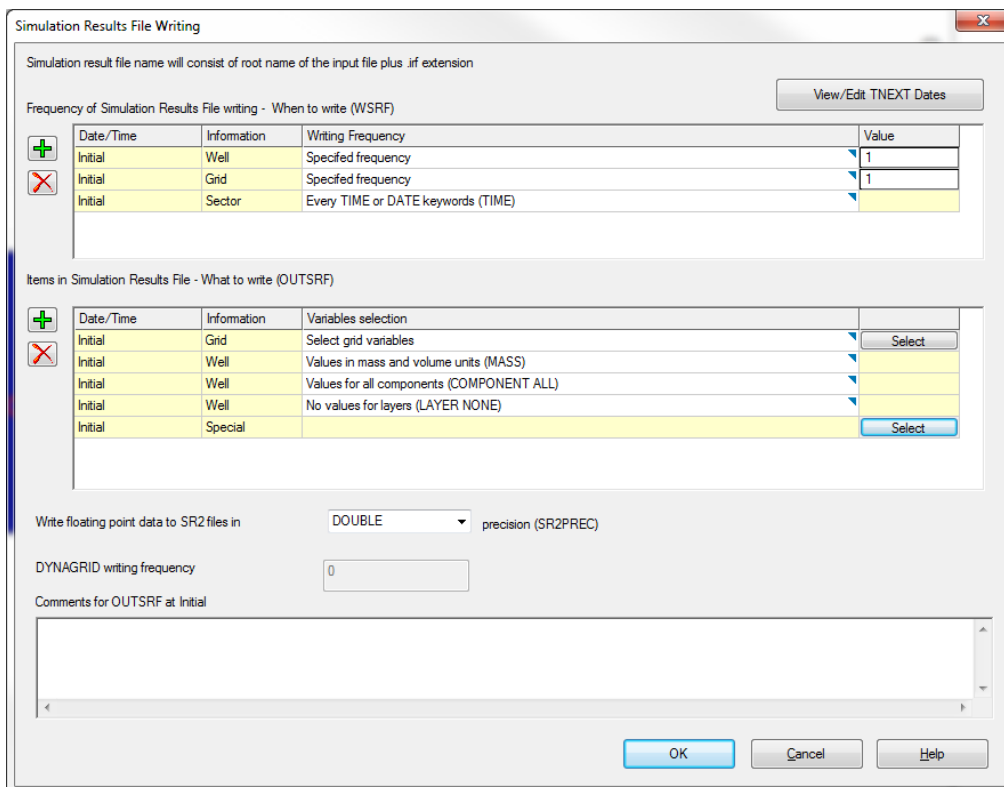 Simulation Results File Writing
Simulation result file name will consist of root name of the input file plus .irf extension
View/Edit TNEXT Dates
Frequency of Simulation Results File writing - When to write (WSRF)
Date/Time Information Writing Frequency Value
Initial Well Specifed frequency 1
Initial Grid Specifed frequency 1
Initial Sector Every TIME or DATE keywords (TIME)
Items in Simulation Results File - What to write (OUTSRF)
Date/Time Information Variables selection
Initial Grid Select grid variables Select
Initial Well Values in mass and volume units (MASS)
Initial Well Values for all components (COMPONENT ALL)
Initial Well No values for layers (LAYER NONE)
Initial Special Select
Write floating point data to SR2 files in DOUBLE precision (SR2PREC)
DYNAGRID writing frequency 0
Comments for OUTSRF at Initial
OK Cancel Help